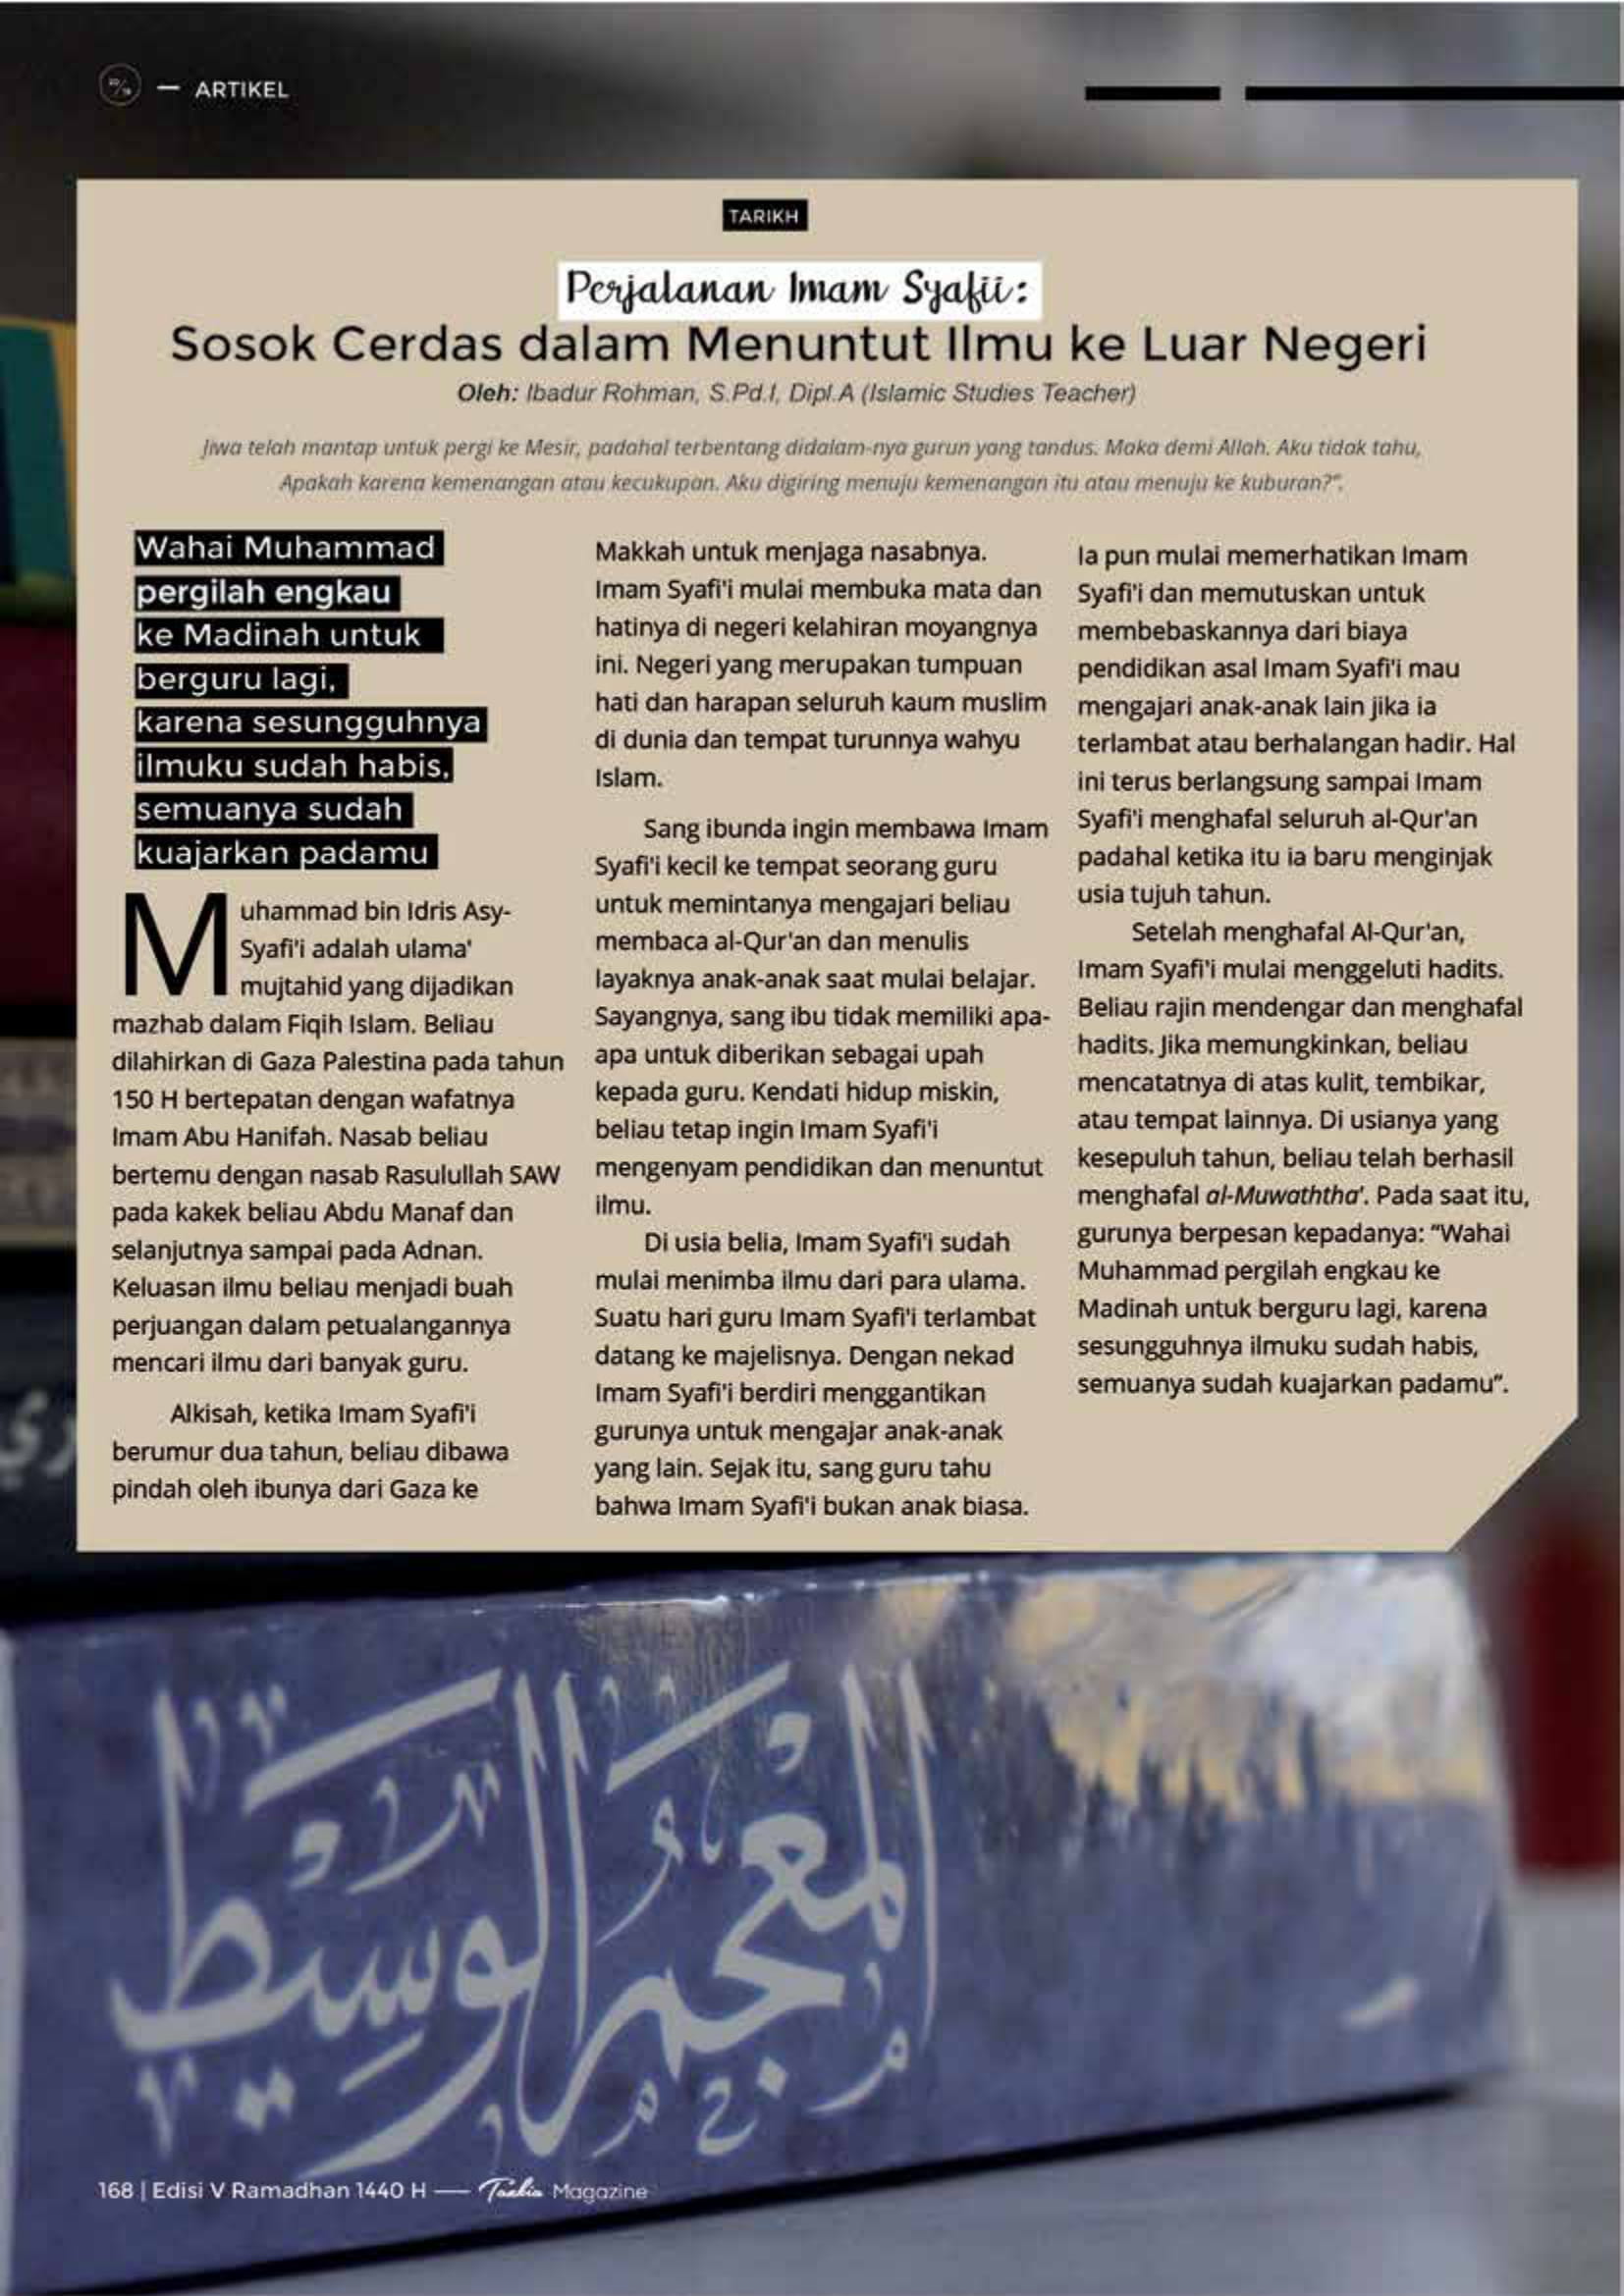 ARTIKEL
TARIKH
Perjalanan Imam Syafii:
Sosok Cerdas dalam Menuntut Ilmu ke Luar Negeri
Oleh: Ibadur Rohman, S.Pd.I, Dipl.A (Islamic Studies Teacher)
Jiwa telah mantap untuk pergi ke Mesir, padahal terbentang didalam-nya gurun yang tandus. Maka demi Allah. Aku tidak tahu,
Apakah karena kemenangan atau kecukupan. Aku digiring menuju kemenangan itu atau menuju ke kuburan?".
Wahai Muhammad
pergilah engkau
ke Madinah untuk
berguru lagi,
karena sesungguhnya
ilmuku sudah habis,
semuanya sudah
kuajarkan padamu
Muhammad bin Idris Asy-
Syafi'i adalah ulama'
mujtahid yang dijadikan
mazhab dalam Fiqih Islam. Beliau
dilahirkan di Gaza Palestina pada tahun
150 H bertepatan dengan wafatnya
Imam Abu Hanifah. Nasab beliau
bertemu dengan nasab Rasulullah SAW
pada kakek beliau Abdu Manaf dan
selanjutnya sampai pada Adnan.
Keluasan ilmu beliau menjadi buah
perjuangan dalam petualangannya
mencari ilmu dari banyak guru.
Alkisah, ketika Imam Syafi'i
berumur dua tahun, beliau dibawa
pindah oleh ibunya dari Gaza ke
Makkah untuk menjaga nasabnya.
Imam Syafi'i mulai membuka mata dan
hatinya di negeri kelahiran moyangnya
ini. Negeri yang merupakan tumpuan
hati dan harapan seluruh kaum muslim
di dunia dan tempat turunnya wahyu
Islam.
Sang ibunda ingin membawa Imam
Syafi'i kecil ke tempat seorang guru
untuk memintanya mengajari beliau
membaca al-Qur'an dan menulis
layaknya anak-anak saat mulai belajar.
Sayangnya, sang ibu tidak memiliki apa-
apa untuk diberikan sebagai upah
kepada guru. Kendati hidup miskin,
beliau tetap ingin Imam Syafi'i
mengenyam pendidikan dan menuntut
ilmu.
Di usia belia, Imam Syafi'i sudah
mulai menimba ilmu dari para ulama.
Suatu hari guru Imam Syafi'i terlambat
datang ke majelisnya. Dengan nekad
Imam Syafi'i berdiri menggantikan
gurunya untuk mengajar anak-anak
yang lain. Sejak itu, sang guru tahu
bahwa Imam Syafi'i bukan anak biasa.
Ia pun mulai memerhatikan Imam
Syafi'i dan memutuskan untuk
membebaskannya dari biaya
pendidikan asal Imam Syafi'i mau
mengajari anak-anak lain jika ia
terlambat atau berhalangan hadir. Hal
ini terus berlangsung sampai Imam
Syafi'i menghafal seluruh al-Qur'an
padahal ketika itu ia baru menginjak
usia tujuh tahun.
Setelah menghafal Al-Qur'an,
Imam Syafi'i mulai menggeluti hadits.
Beliau rajin mendengar dan menghafal
hadits. Jika memungkinkan, beliau
mencatatnya di atas kulit, tembikar,
atau tempat lainnya. Di usianya yang
kesepuluh tahun, beliau telah berhasil
menghafal al-Muwaththa'. Pada saat itu,
gurunya berpesan kepadanya: "Wahai
Muhammad pergilah engkau ke
Madinah untuk berguru lagi, karena
sesungguhnya ilmuku sudah habis,
semuanya sudah kuajarkan padamu".
المعجم الوسيط
168 | Edisi V Ramadhan 1440 H — Tazkia Magazine